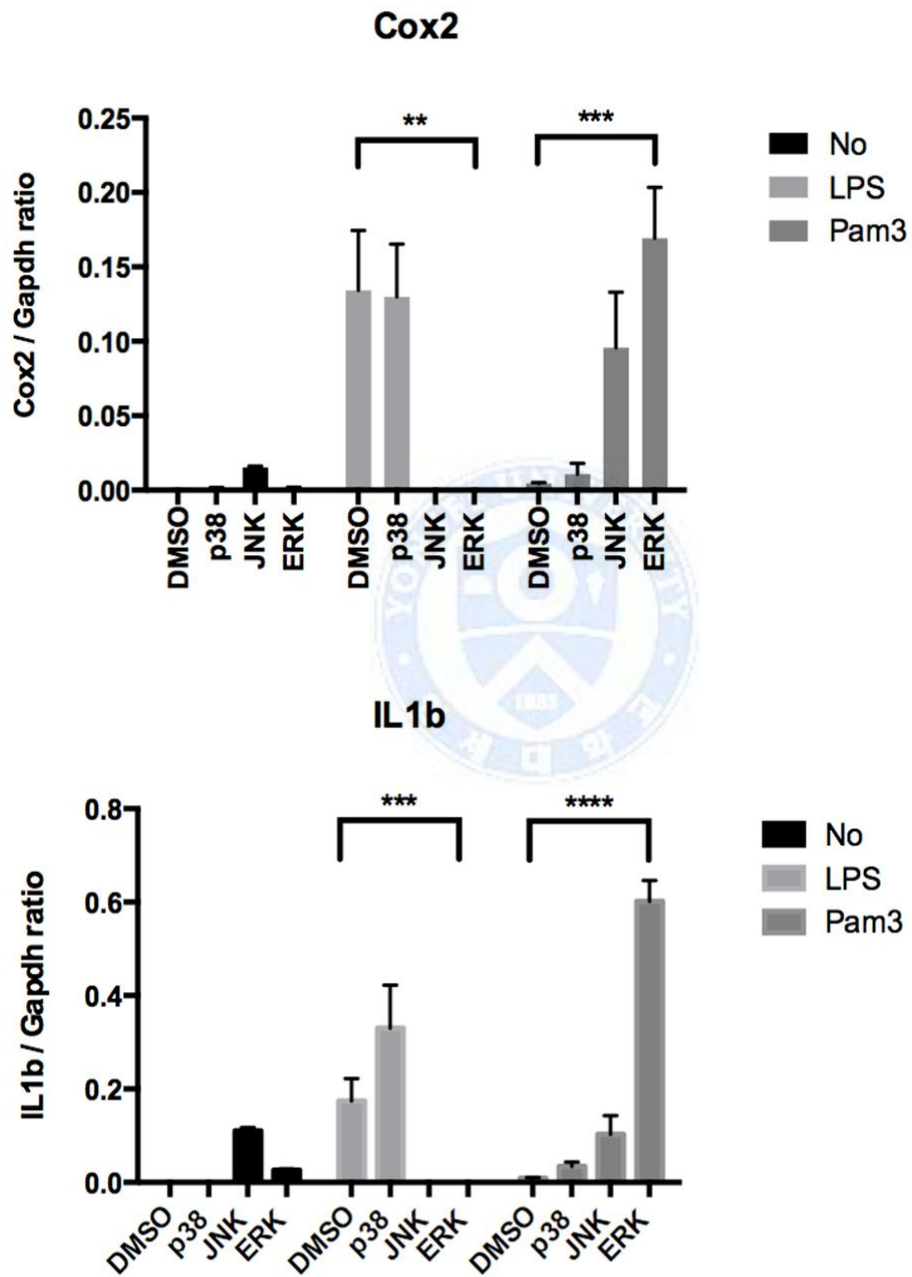 Cox2
Cox2 / Gapdh ratio
0.25
0.20
0.15
0.10
0.05
0.00
** ***
No
LPS
Pam3
DMSO p38 JNK ERK DMSO p38 JNK ERK DMSO p38 JNK ERK
IL1b
IL1b / Gapdh ratio
0.8
0.6
0.4
0.2
0.0
*** ****
No
LPS
Pam3
DMSO p38 JNK ERK DMSO p38 JNK ERK DMSO p38 JNK ERK